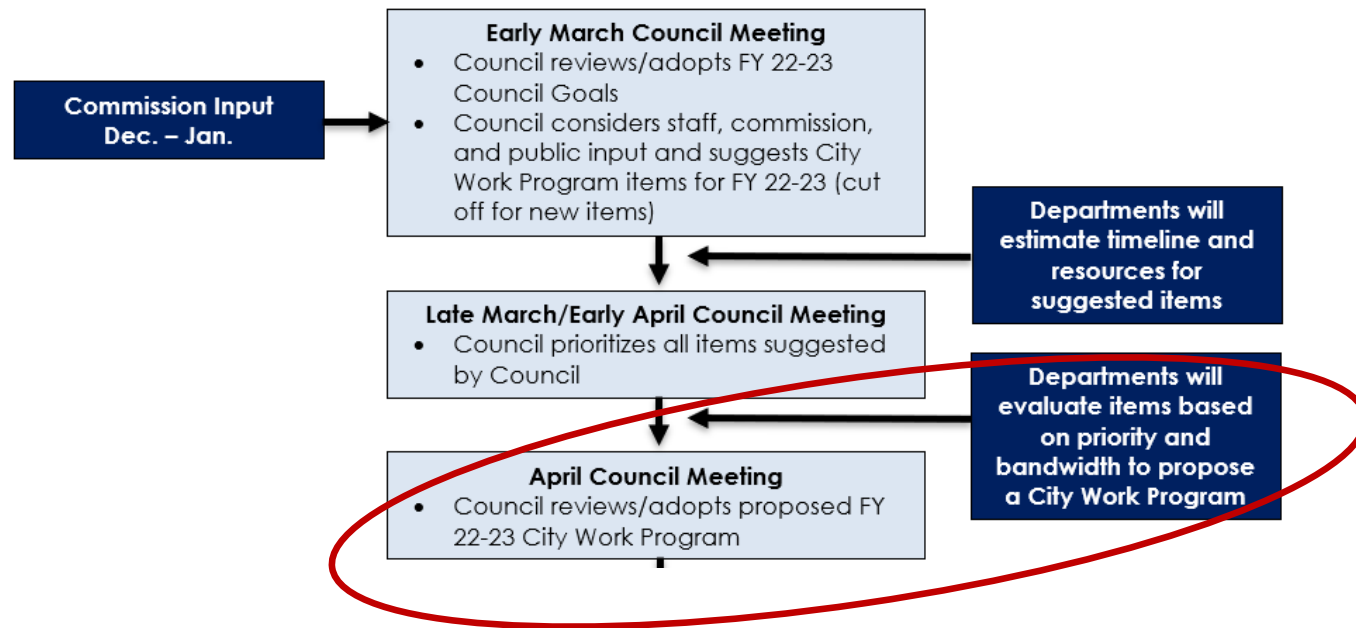 Commission Input
Dec. – Jan.
Early March Council Meeting
• Council reviews/adopts FY 22-23
Council Goals
• Council considers staff, commission,
and public input and suggests City
Work Program items for FY 22-23 (cut
off for new items)
Departments will
estimate timeline and
resources for
suggested items
Late March/Early April Council Meeting
• Council prioritizes all items suggested
by Council
Departments will
evaluate items based
on priority and
bandwidth to propose
a City Work Program
April Council Meeting
• Council reviews/adopts proposed FY
22-23 City Work Program